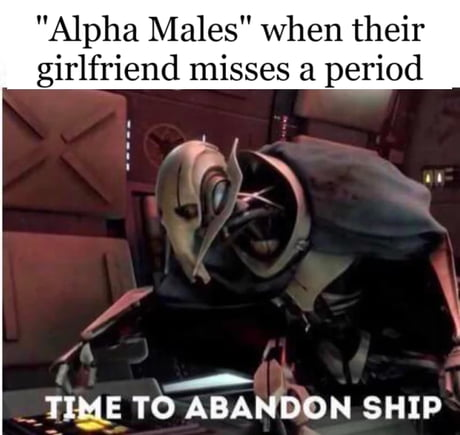 "Alpha Males" when their
girlfriend misses a period
TIME TO ABANDON SHIP